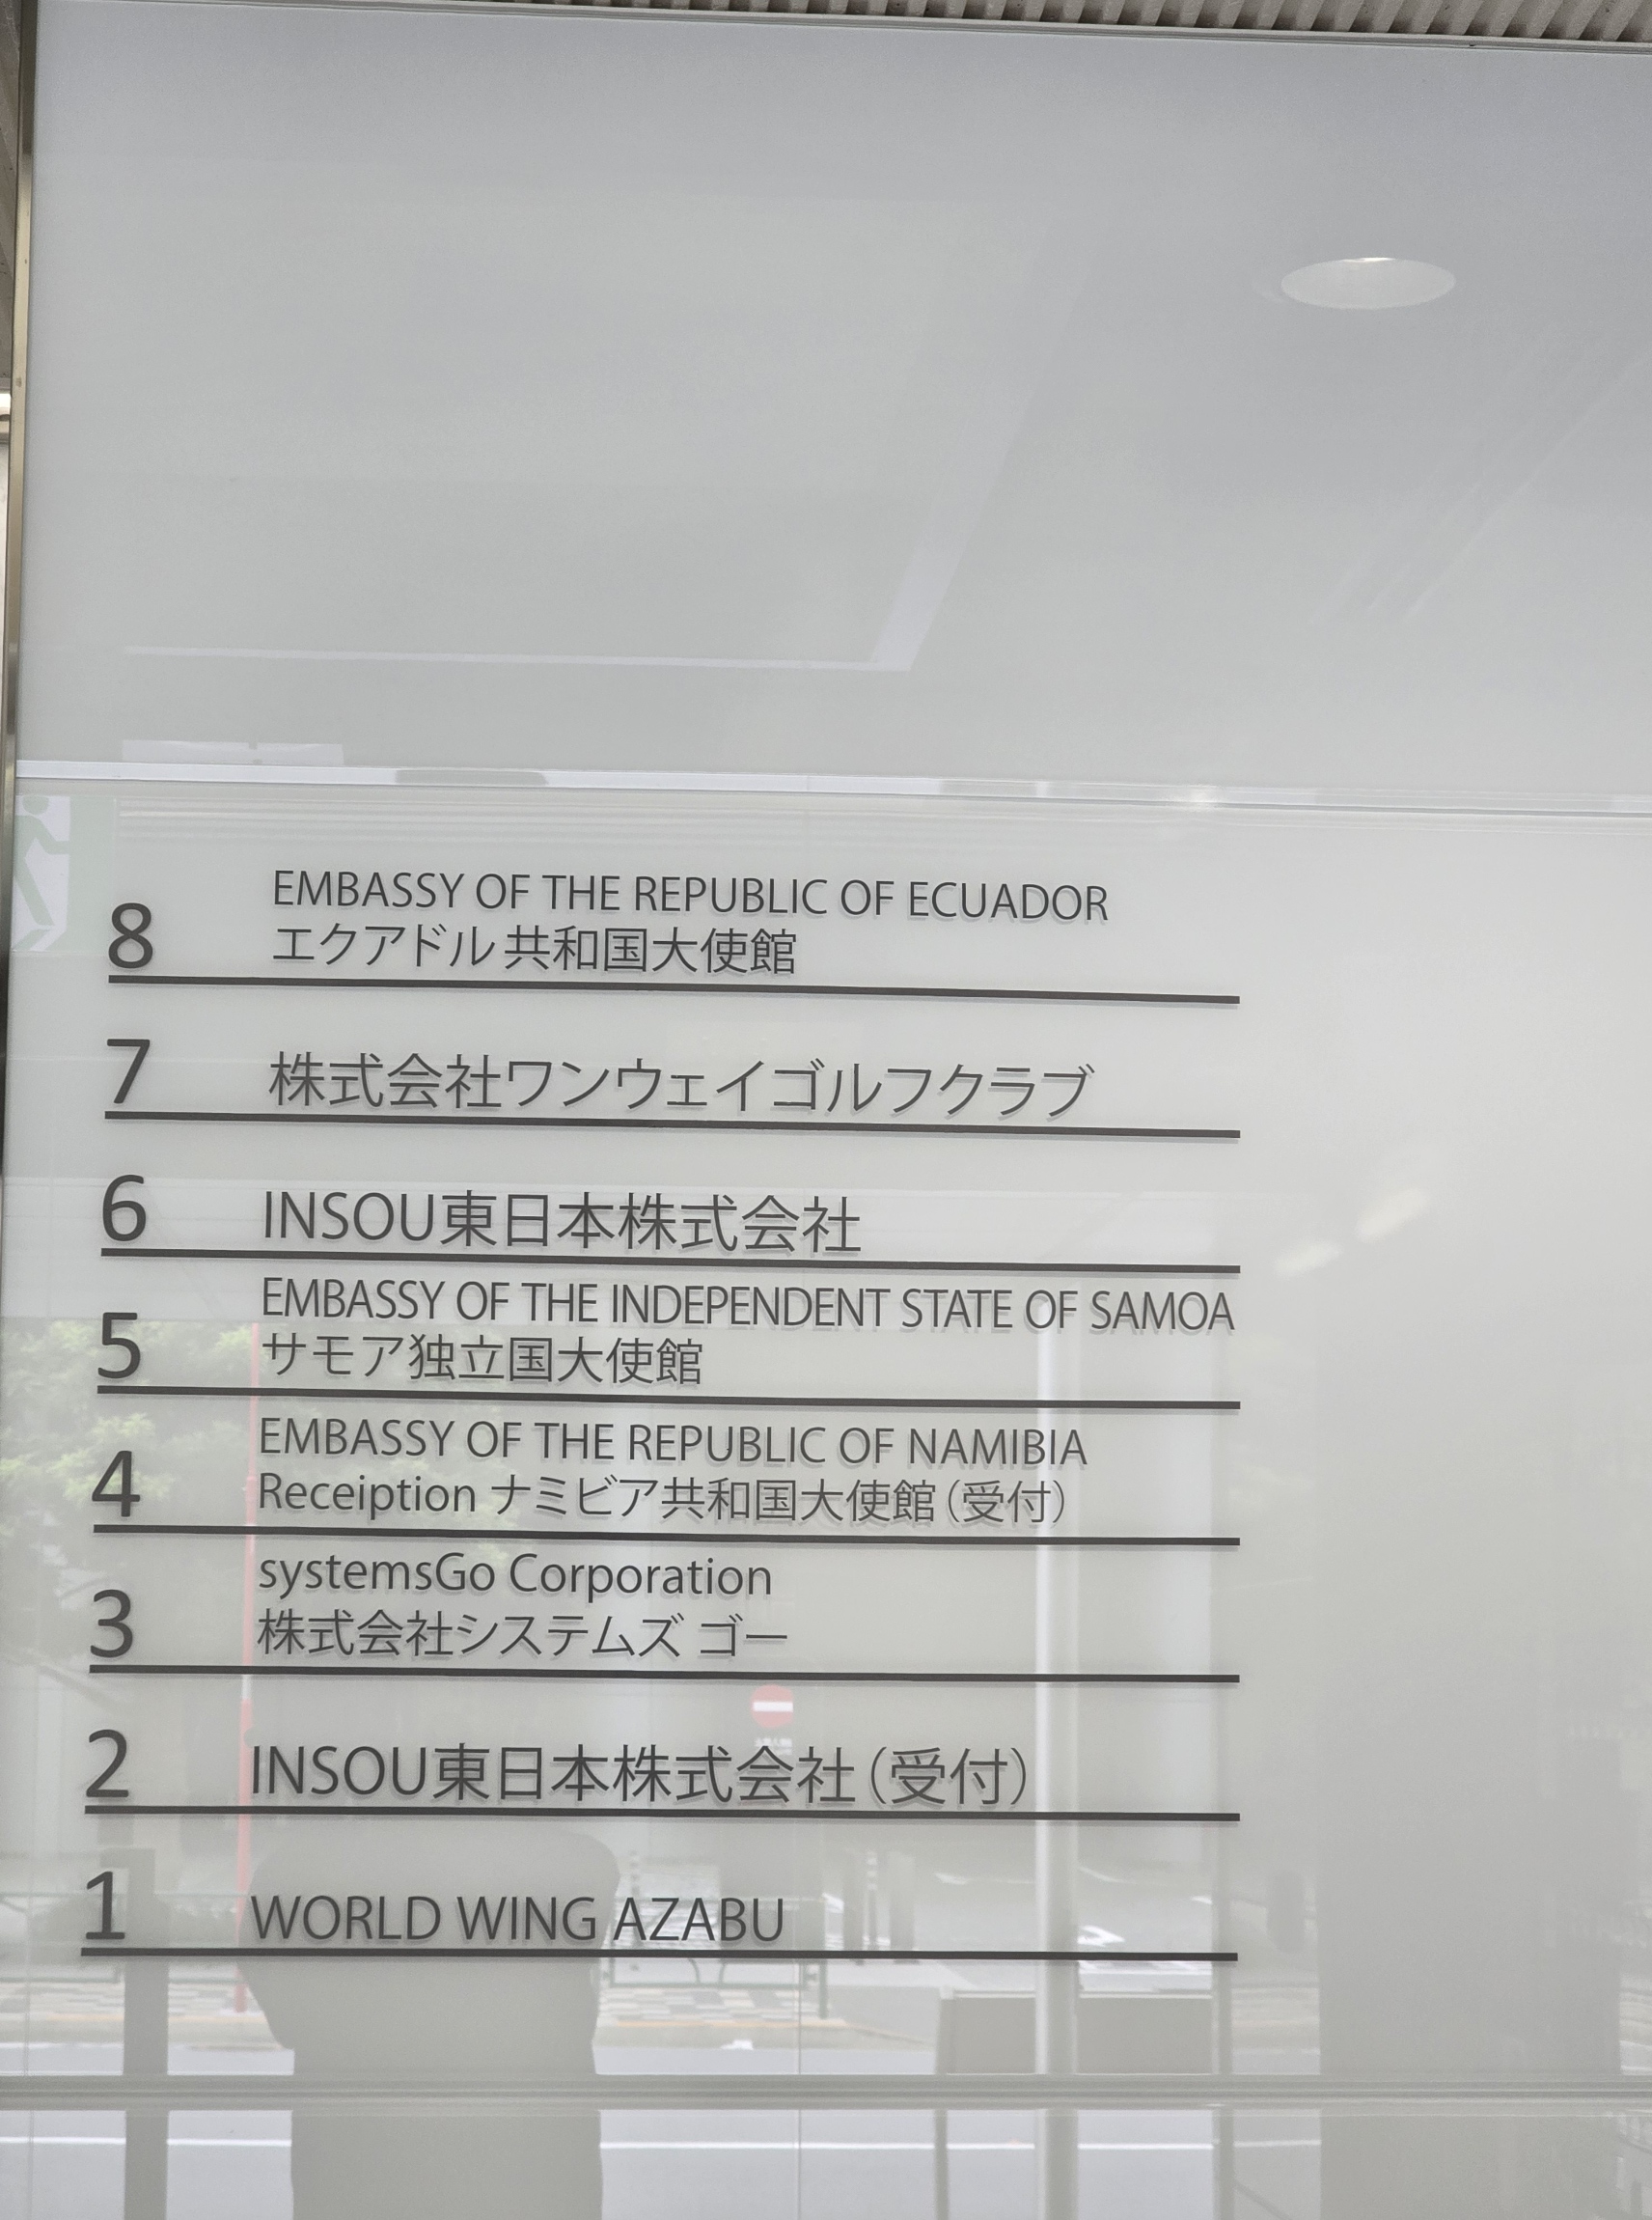 EMBASSY OF THE REPUBLIC OF ECUADOR
8 エクアドル共和国大使館
7 株式会社ワンウェイゴルフクラブ
6 INSOU東日本株式会社
EMBASSY OF THE INDEPENDENT STATE OF SAMOA
5 サモア独立国大使館
EMBASSY OF THE REPUBLIC OF NAMIBIA
4 Receiption ナミビア共和国大使館（受付）
systemsGo Corporation
3 株式会社システムズ ゴー
2 INSOU東日本株式会社（受付）
1 WORLD WING AZABU